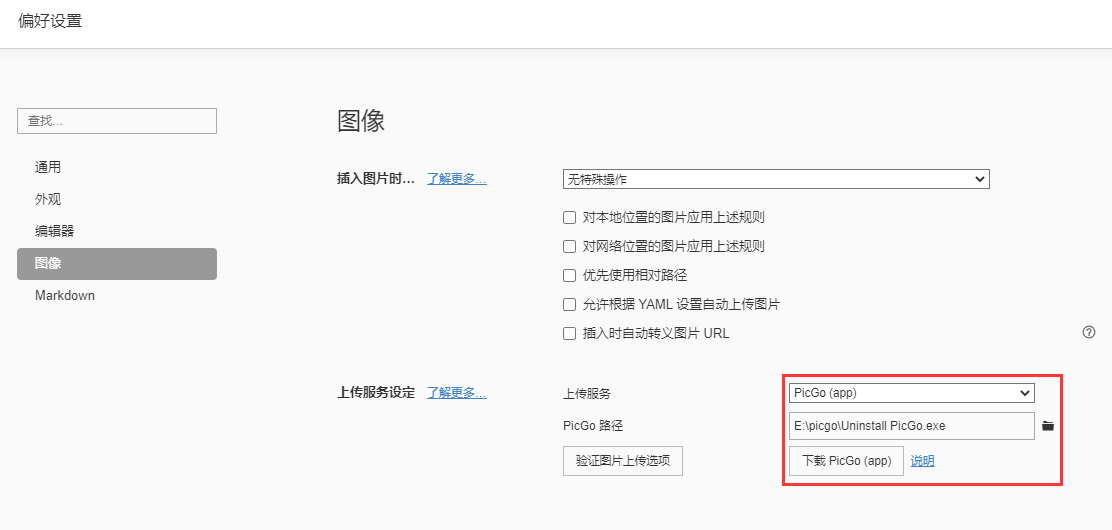 偏好设置
查找...
通用
外观
编辑器
图像
Markdown
图像
插入图片时... 了解更多...
无特殊操作
对本地位置的图片应用上述规则
对网络位置的图片应用上述规则
优先使用相对路径
允许根据 YAML 设置自动上传图片
插入时自动转义图片 URL
上传服务设定 了解更多...
上传服务 PicGo (app)
PicGo 路径 E:\picgo\Uninstall PicGo.exe
验证图片上传选项 下载 PicGo (app) 说明